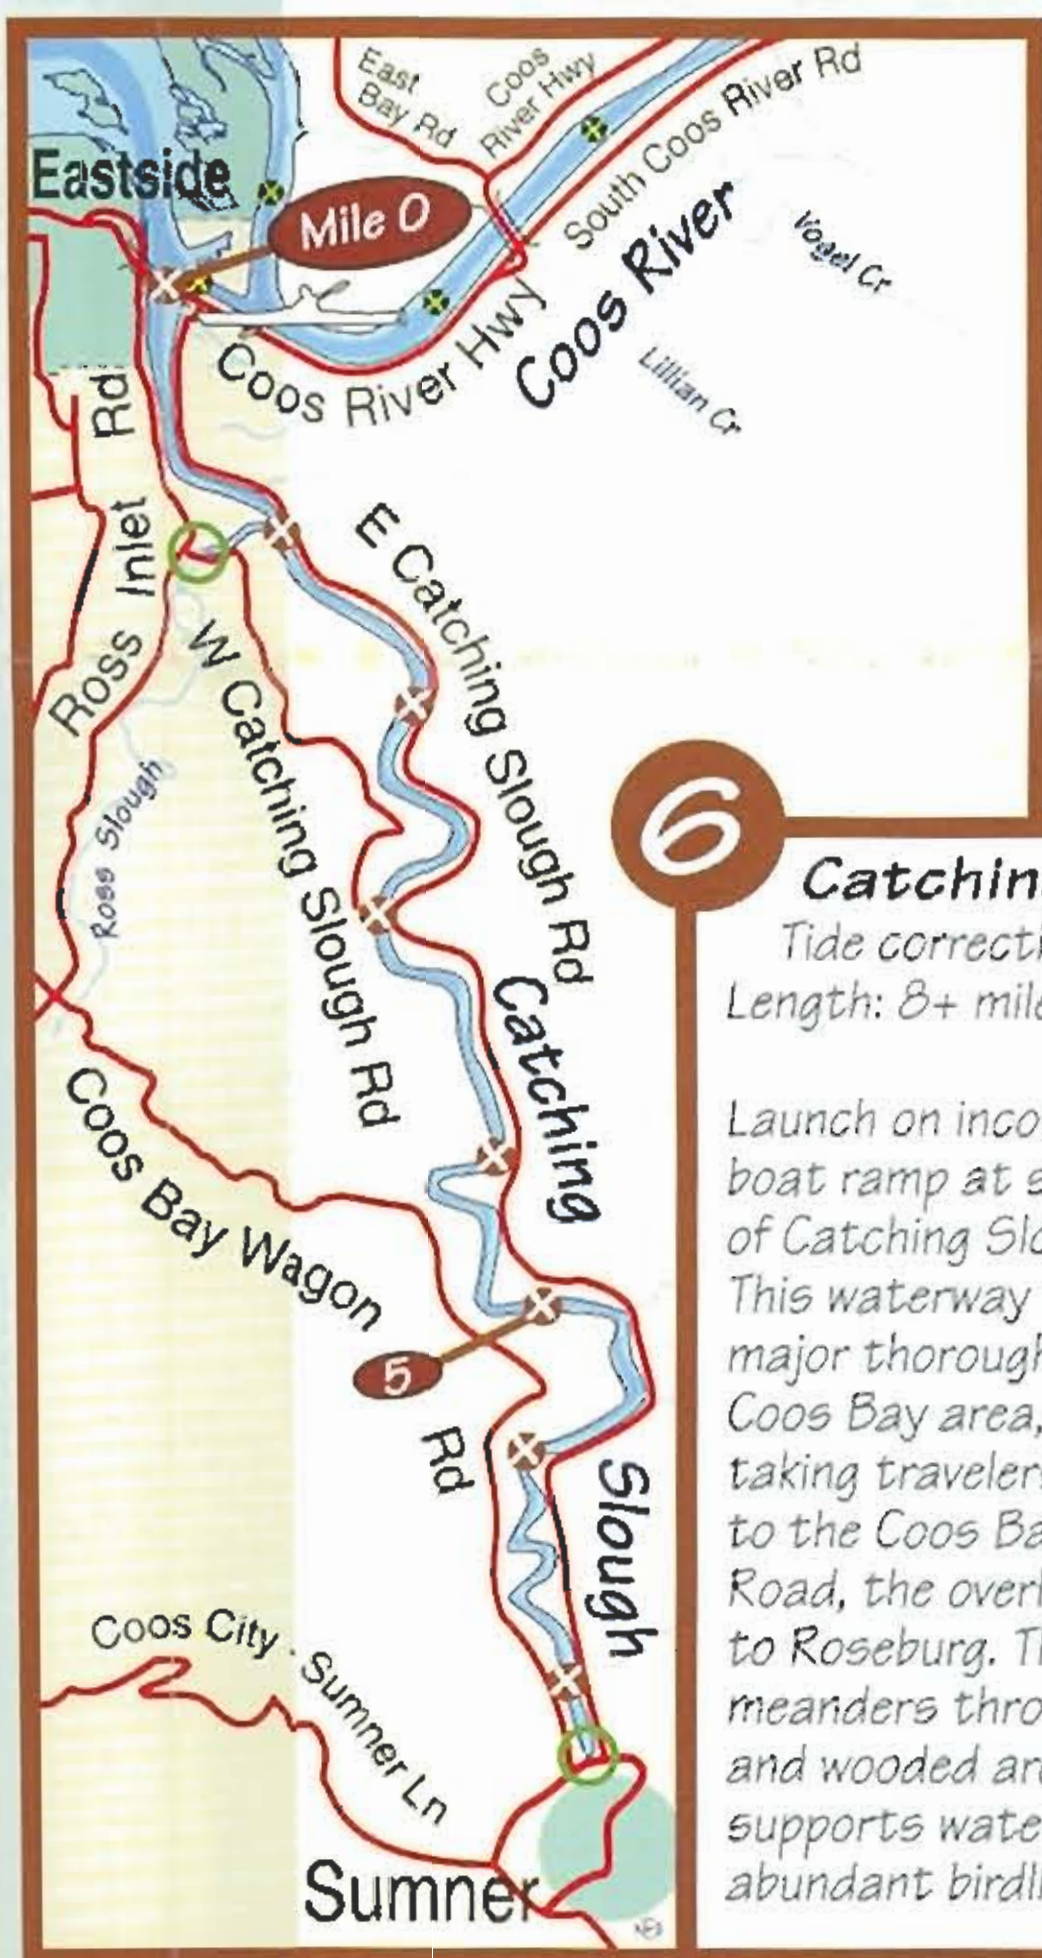 East
Bay Rd
Coos
River Hwy
South Coos River Rd
Eastside
Mile 0
Coos River
Vogel Cr
Coos River Hwy
Lillian Cr
Ross Inlet Rd
E Catching Slough Rd
W Catching Slough Rd
Ross Slough
6
Catching Slough
Coos Bay Wagon Rd
5
Coos City - Sumner Ln
Sumner
Catchin
Tide correcti
Length: 8+ mile
Launch on inco
boat ramp at s
of Catching Slo
This waterway
major thorough
Coos Bay area,
taking travelers
to the Coos Ba
Road, the overl
to Roseburg. Th
meanders thro
and wooded are
supports wate
abundant birdli